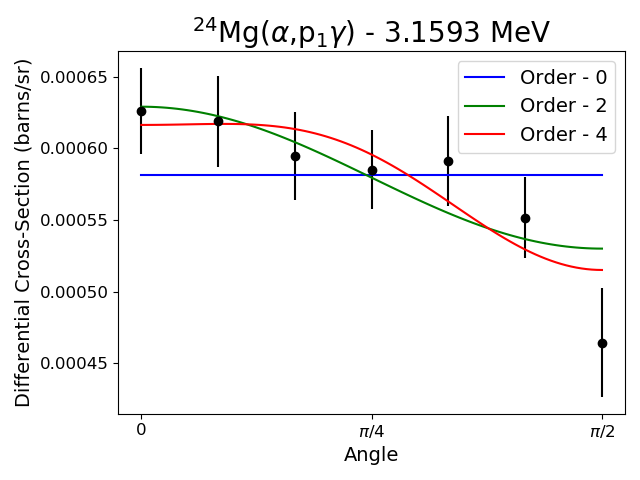 ²⁴Mg(α,p₁γ) - 3.1593 MeV
Differential Cross-Section (barns/sr)
0.00065
0.00060
0.00055
0.00050
0.00045
Order - 0
Order - 2
Order - 4
0
π/4
π/2
Angle